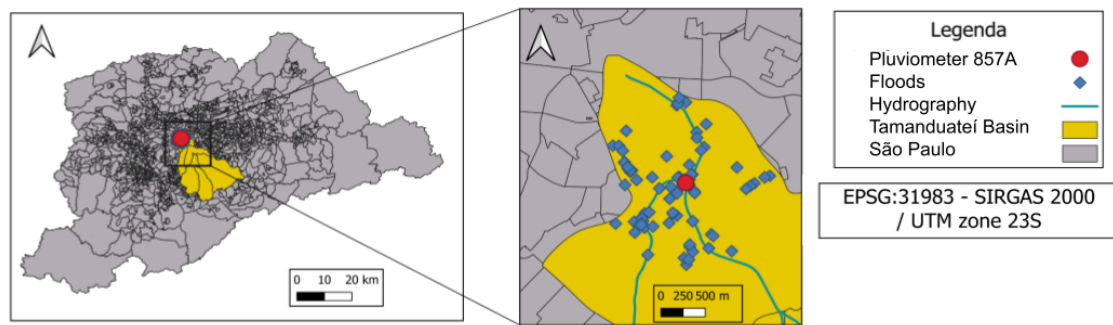 0 10 20 km
0 250 500 m
Legenda
Pluviometer 857A
Floods
Hydrography
Tamanduateí Basin
São Paulo
EPSG:31983 - SIRGAS 2000
/ UTM zone 23S